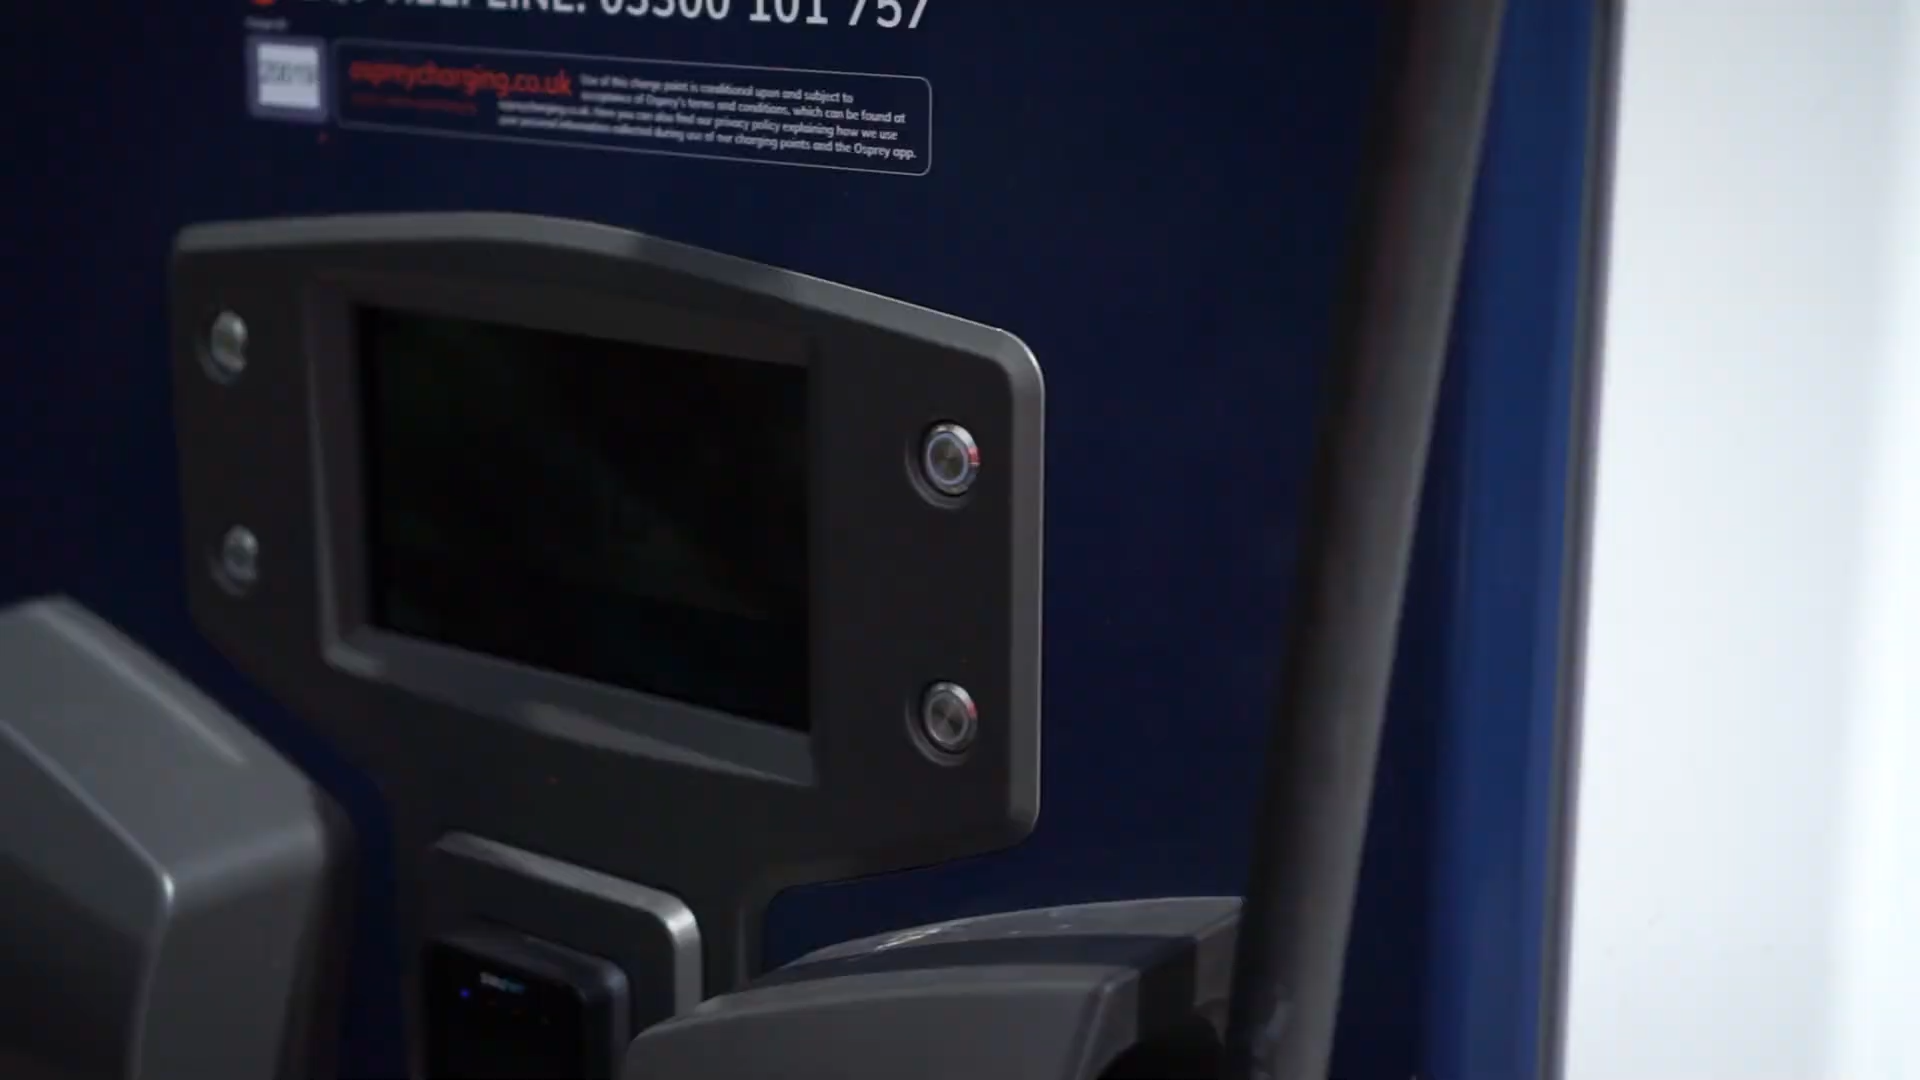 HELPLINE: 03300 101 757
ospreycharging.co.uk
Use of this charge point is conditional upon and subject to
acceptance of Osprey's terms and conditions, which can be found at
ospreycharging.co.uk. Here you can also find our privacy policy explaining how we use
your personal information collected during use of our charging points and the Osprey app.